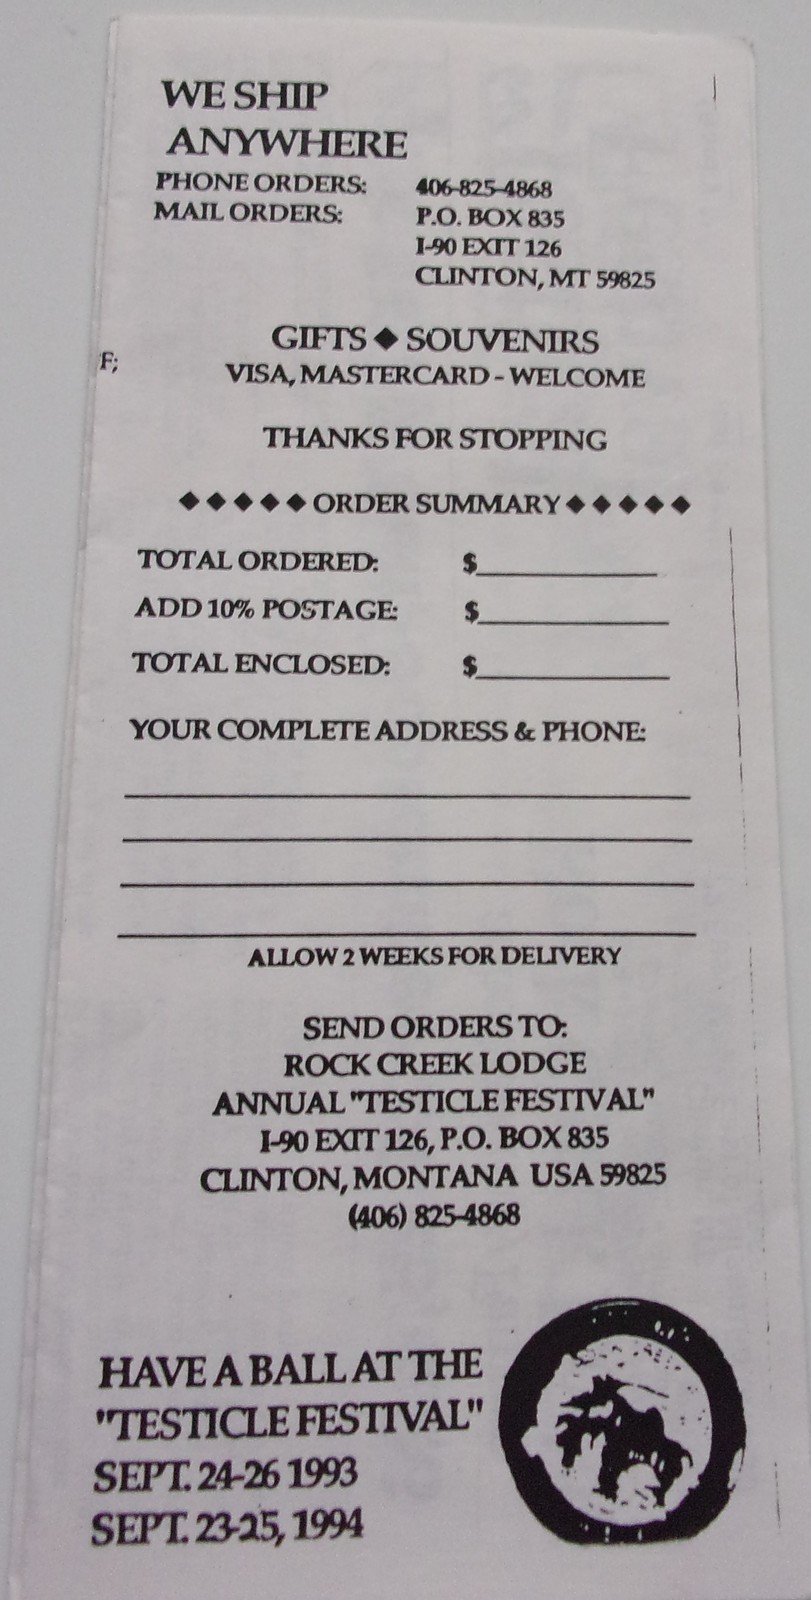 WE SHIP
ANYWHERE
PHONE ORDERS: 406-825-4868
MAIL ORDERS: P.O. BOX 835
I-90 EXIT 126
CLINTON, MT 59825
GIFTS ◆ SOUVENIRS
F;
VISA, MASTERCARD - WELCOME
THANKS FOR STOPPING
◆◆◆◆◆ ORDER SUMMARY ◆◆◆◆◆
TOTAL ORDERED: $
ADD 10% POSTAGE: $
TOTAL ENCLOSED: $
YOUR COMPLETE ADDRESS & PHONE:
ALLOW 2 WEEKS FOR DELIVERY
SEND ORDERS TO:
ROCK CREEK LODGE
ANNUAL "TESTICLE FESTIVAL"
I-90 EXIT 126, P.O. BOX 835
CLINTON, MONTANA USA 59825
(406) 825-4868
HAVE A BALL AT THE
"TESTICLE FESTIVAL"
SEPT. 24-26 1993
SEPT. 23-25, 1994